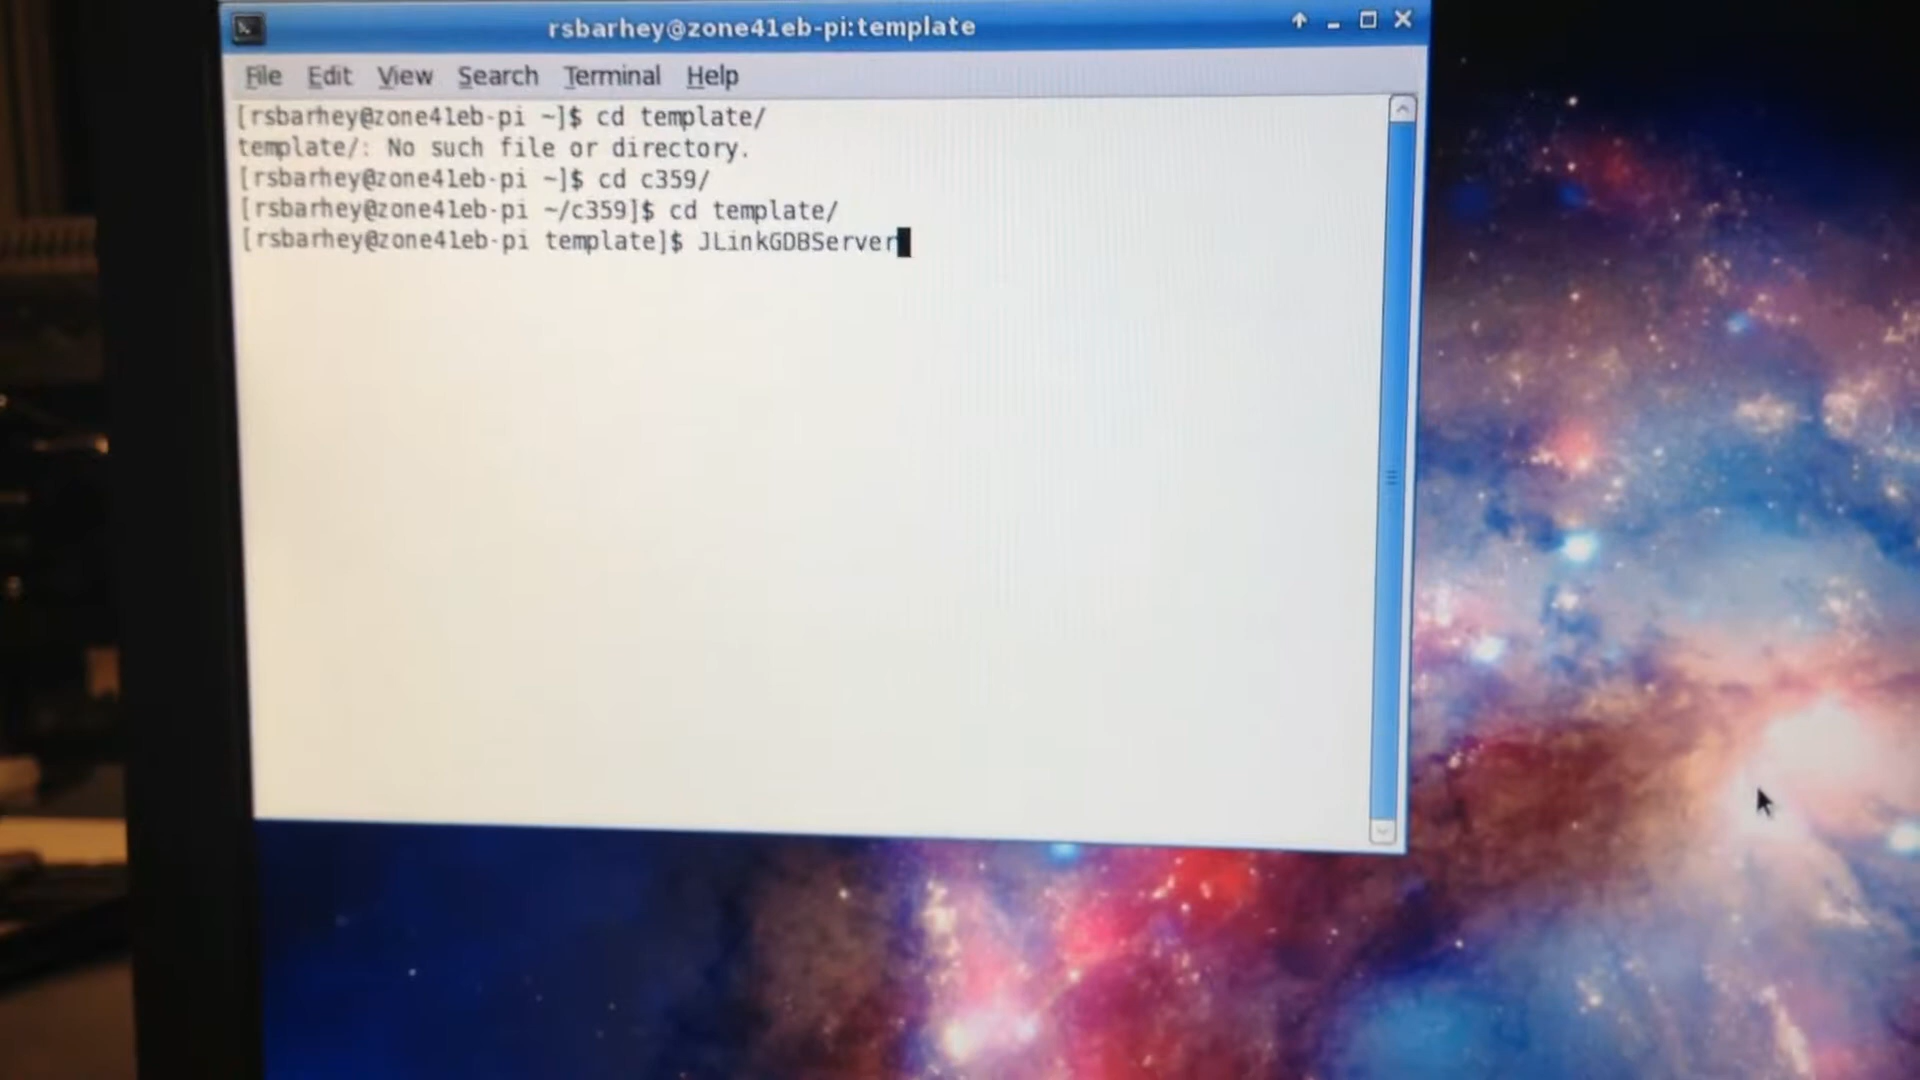 rsbarhey@zone41eb-pi:template
File Edit View Search Terminal Help
[rsbarhey@zone41eb-pi ~]$ cd template/
template/: No such file or directory.
[rsbarhey@zone41eb-pi ~]$ cd c359/
[rsbarhey@zone41eb-pi ~/c359]$ cd template/
[rsbarhey@zone41eb-pi template]$ JLinkGDBServer